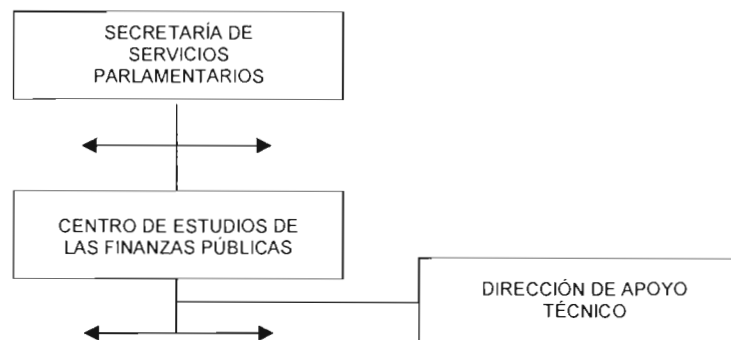 SECRETARÍA DE
SERVICIOS
PARLAMENTARIOS
CENTRO DE ESTUDIOS DE
LAS FINANZAS PÚBLICAS
DIRECCIÓN DE APOYO
TÉCNICO